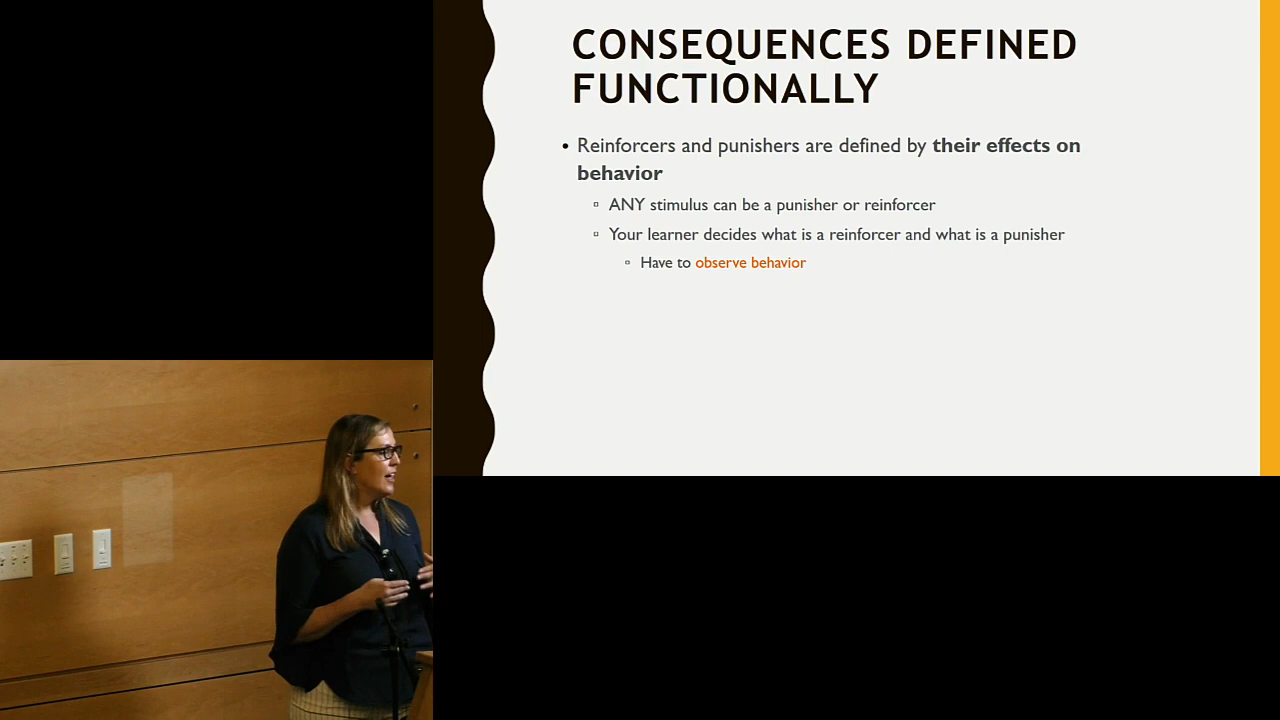 CONSEQUENCES DEFINED
FUNCTIONALLY
• Reinforcers and punishers are defined by their effects on
behavior
▫ ANY stimulus can be a punisher or reinforcer
▫ Your learner decides what is a reinforcer and what is a punisher
▫ Have to observe behavior